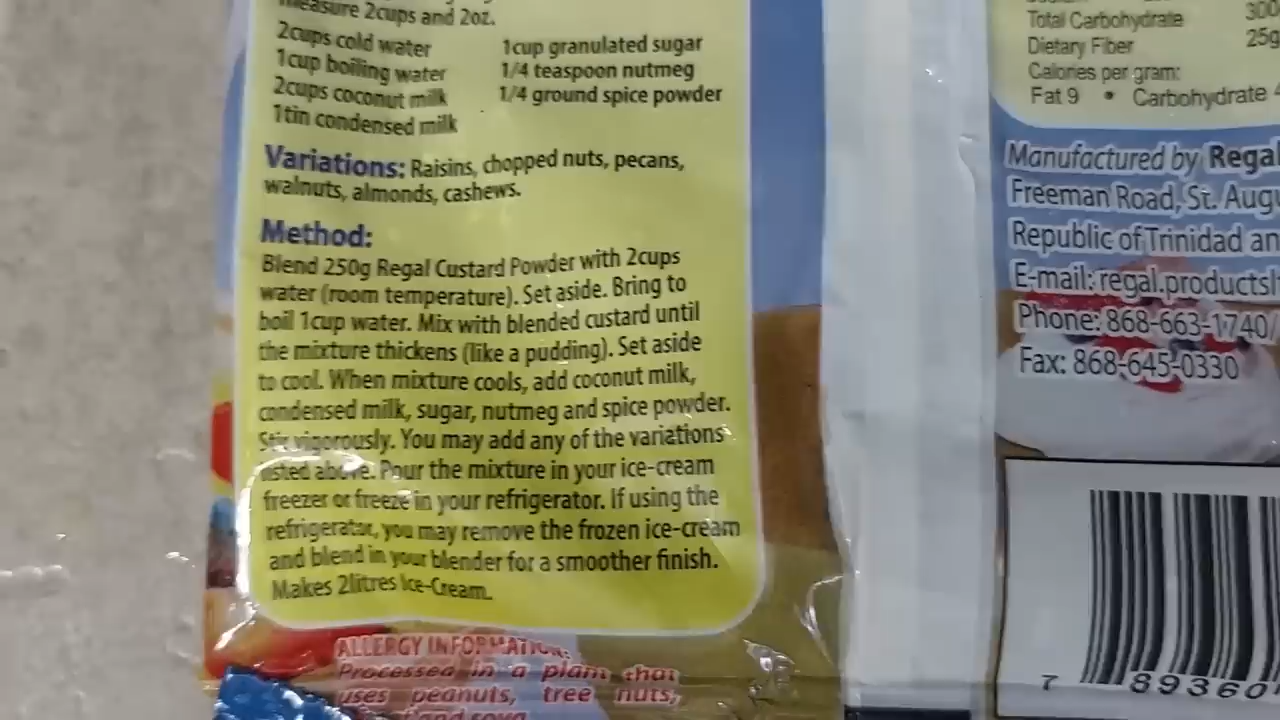 measure 2cups and 2oz.
2cups cold water
1cup boiling water
2cups coconut milk
1tin condensed milk
1cup granulated sugar
1/4 teaspoon nutmeg
1/4 ground spice powder
Variations: Raisins, chopped nuts, pecans,
walnuts, almonds, cashews.
Method:
Blend 250g Regal Custard Powder with 2cups
water (room temperature). Set aside. Bring to
boil 1cup water. Mix with blended custard until
the mixture thickens (like a pudding). Set aside
to cool. When mixture cools, add coconut milk,
condensed milk, sugar, nutmeg and spice powder.
Stir vigorously. You may add any of the variations
listed above. Pour the mixture in your ice-cream
freezer or freeze in your refrigerator. If using the
refrigerator, you may remove the frozen ice-cream
and blend in your blender for a smoother finish.
Makes 2litres Ice-Cream.
ALLERGY INFORMATION:
Processed in a plant that
uses peanuts, tree nuts,
and soya
Total Carbohydrate 300
Dietary Fiber 25g
Calories per gram:
Fat 9 • Carbohydrate 4
Manufactured by Regal
Freeman Road, St. Augu
Republic of Trinidad an
E-mail: regal.productsl
Phone: 868-663-1740/
Fax: 868-645-0330
7 89360